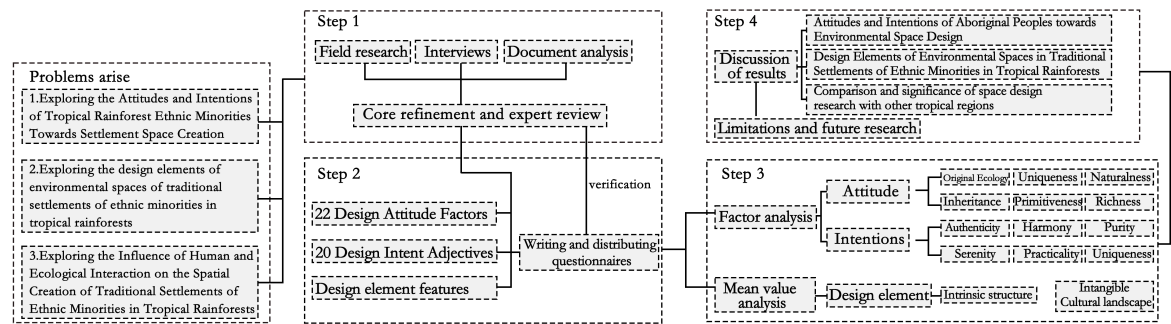 Problems arise
1.Exploring the Attitudes and Intentions
of Tropical Rainforest Ethnic Minorities
Towards Settlement Space Creation
2.Exploring the design elements of
environmental spaces of traditional
settlements of ethnic minorities in
tropical rainforests
3.Exploring the Influence of Human and
Ecological Interaction on the Spatial
Creation of Traditional Settlements of
Ethnic Minorities in Tropical Rainforests
Step 1
Field research
Interviews
Document analysis
Core refinement and expert review
Step 2
verification
22 Design Attitude Factors
20 Design Intent Adjectives
Design element features
Writing and distributing
questionnaires
Step 4
Discussion
of results
Attitudes and Intentions of Aboriginal Peoples towards
Environmental Space Design
Design Elements of Environmental Spaces in Traditional
Settlements of Ethnic Minorities in Tropical Rainforests
Comparison and significance of space design
research with other tropical regions
Limitations and future research
Step 3
Factor analysis
Attitude
Original Ecology
Uniqueness
Naturalness
Inheritance
Primitiveness
Richness
Intentions
Authenticity
Harmony
Purity
Serenity
Practicality
Uniqueness
Mean value
analysis
Design element
Intrinsic structure
Intangible
Cultural landscape